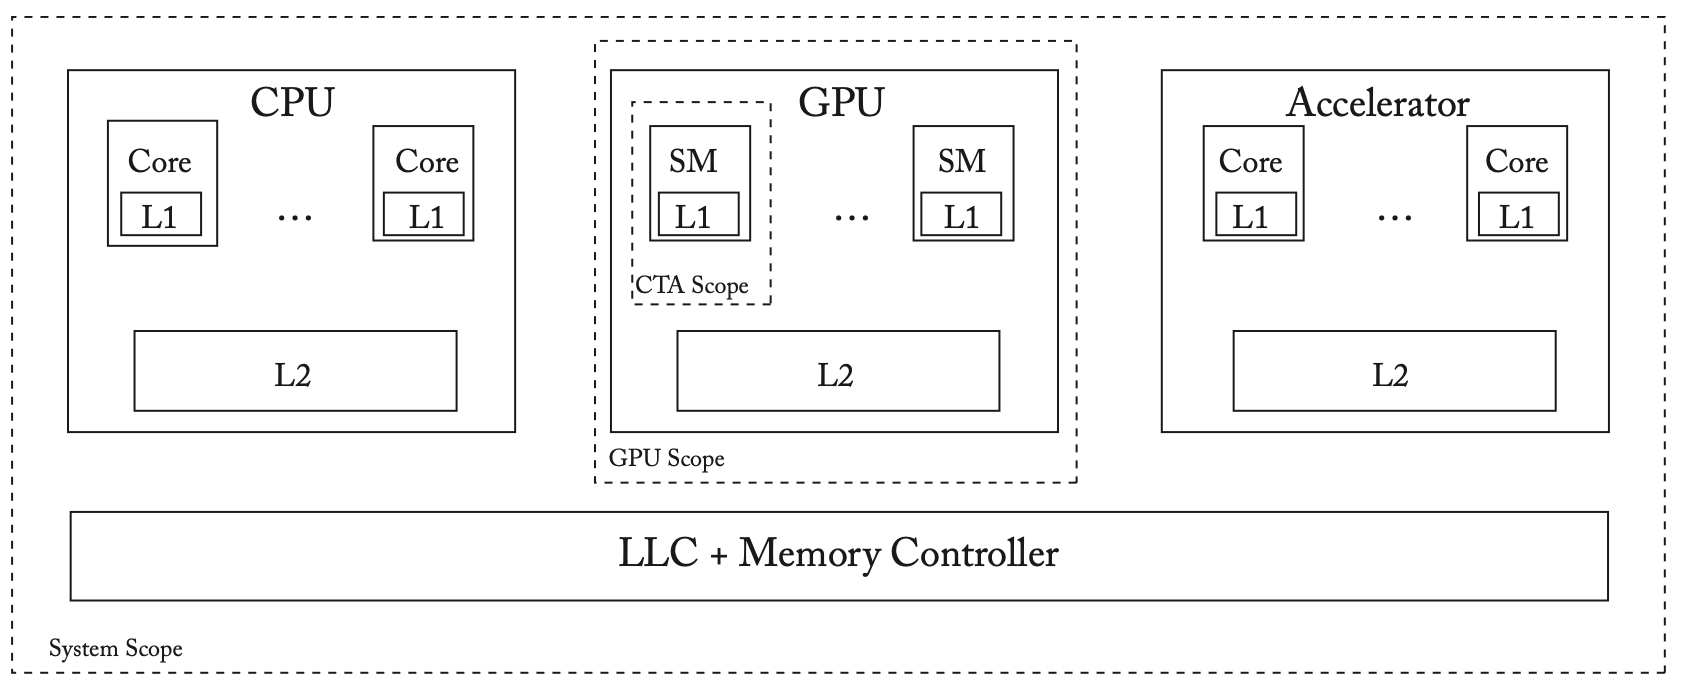 CPU
GPU
Accelerator
Core
Core
SM
SM
Core
Core
L1
...
L1
L1
...
L1
L1
...
L1
CTA Scope
L2
L2
L2
GPU Scope
LLC + Memory Controller
System Scope